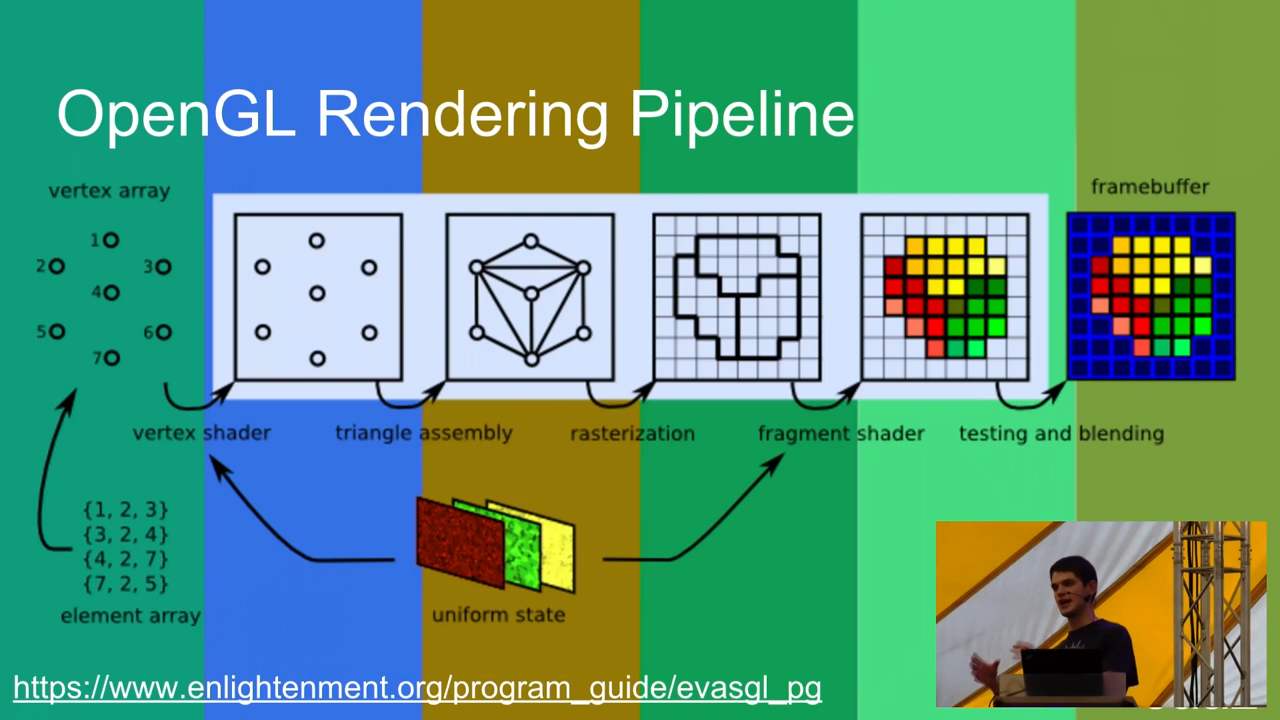 OpenGL Rendering Pipeline
vertex array
framebuffer
1
2
3
4
5
6
7
vertex shader
triangle assembly
rasterization
fragment shader
testing and blending
{1, 2, 3}
{3, 2, 4}
{4, 2, 7}
{7, 2, 5}
element array
uniform state
https://www.enlightenment.org/program_guide/evasgl_pg